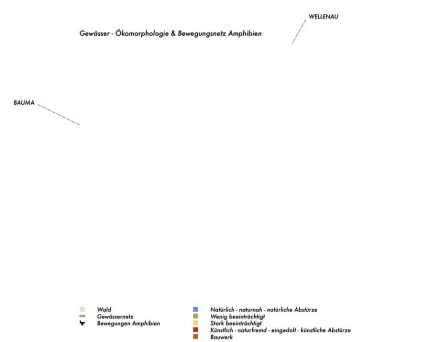 WELLENAU
Gewässer - Ökomorphologie & Bewegungsnetz Amphibien
BAUMA
Wald
Gewässernetz
Bewegungen Amphibien
Natürlich - naturnah - natürliche Abstürze
Wenig beeinträchtigt
Stark beeinträchtigt
Künstlich - naturfremd - eingedolt - künstliche Abstürze
Bauwerk